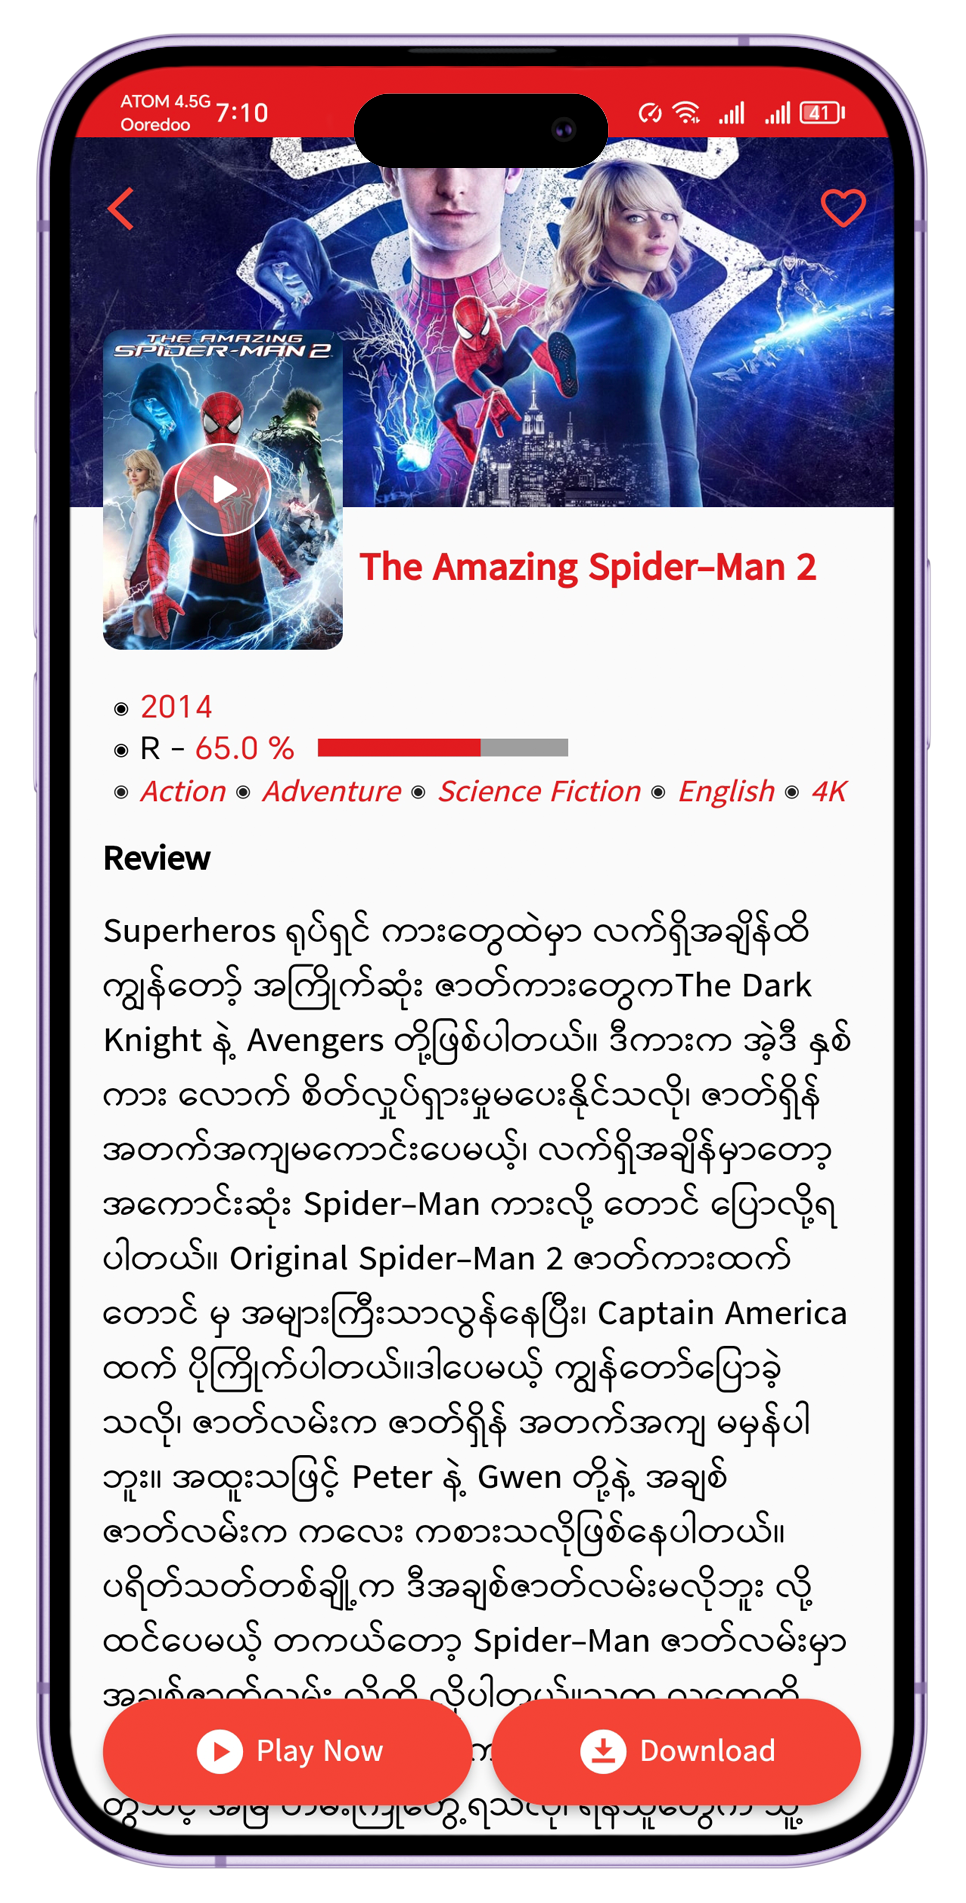 ATOM 4.5G
Ooredoo
7:10
41
THE AMAZING
SPIDER-MAN 2
The Amazing Spider-Man 2
◉ 2014
◉ R - 65.0 %
◉ Action ◉ Adventure ◉ Science Fiction ◉ English ◉ 4K
Review
Superheros ရုပ်ရှင် ကားတွေထဲမှာ လက်ရှိအချိန်ထိ
ကျွန်တော့် အကြိုက်ဆုံး ဇာတ်ကားတွေကThe Dark
Knight နဲ့ Avengers တို့ဖြစ်ပါတယ်။ ဒီကားက အဲ့ဒီ နှစ်
ကား လောက် စိတ်လှုပ်ရှားမှုမပေးနိုင်သလို၊ ဇာတ်ရှိန်
အတက်အကျမကောင်းပေမယ့်၊ လက်ရှိအချိန်မှာတော့
အကောင်းဆုံး Spider-Man ကားလို့ တောင် ပြောလို့ရ
ပါတယ်။ Original Spider-Man 2 ဇာတ်ကားထက်
တောင် မှ အများကြီးသာလွန်နေပြီး၊ Captain America
ထက် ပိုကြိုက်ပါတယ်။ဒါပေမယ့် ကျွန်တော်ပြောခဲ့
သလို၊ ဇာတ်လမ်းက ဇာတ်ရှိန် အတက်အကျ မမှန်ပါ
ဘူး။ အထူးသဖြင့် Peter နဲ့ Gwen တို့နဲ့ အချစ်
ဇာတ်လမ်းက ကလေး ကစားသလိုဖြစ်နေပါတယ်။
ပရိတ်သတ်တစ်ချို့က ဒီအချစ်ဇာတ်လမ်းမလိုဘူး လို့
ထင်ပေမယ့် တကယ်တော့ Spider-Man ဇာတ်လမ်းမှာ
Play Now
Download